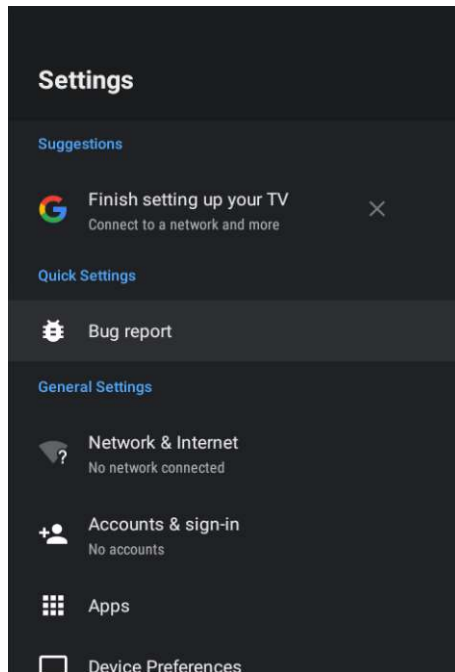 Settings
Suggestions
Finish setting up your TV
Connect to a network and more
Quick Settings
Bug report
General Settings
?
Network & Internet
No network connected
Accounts & sign-in
No accounts
Apps
Device Preferences